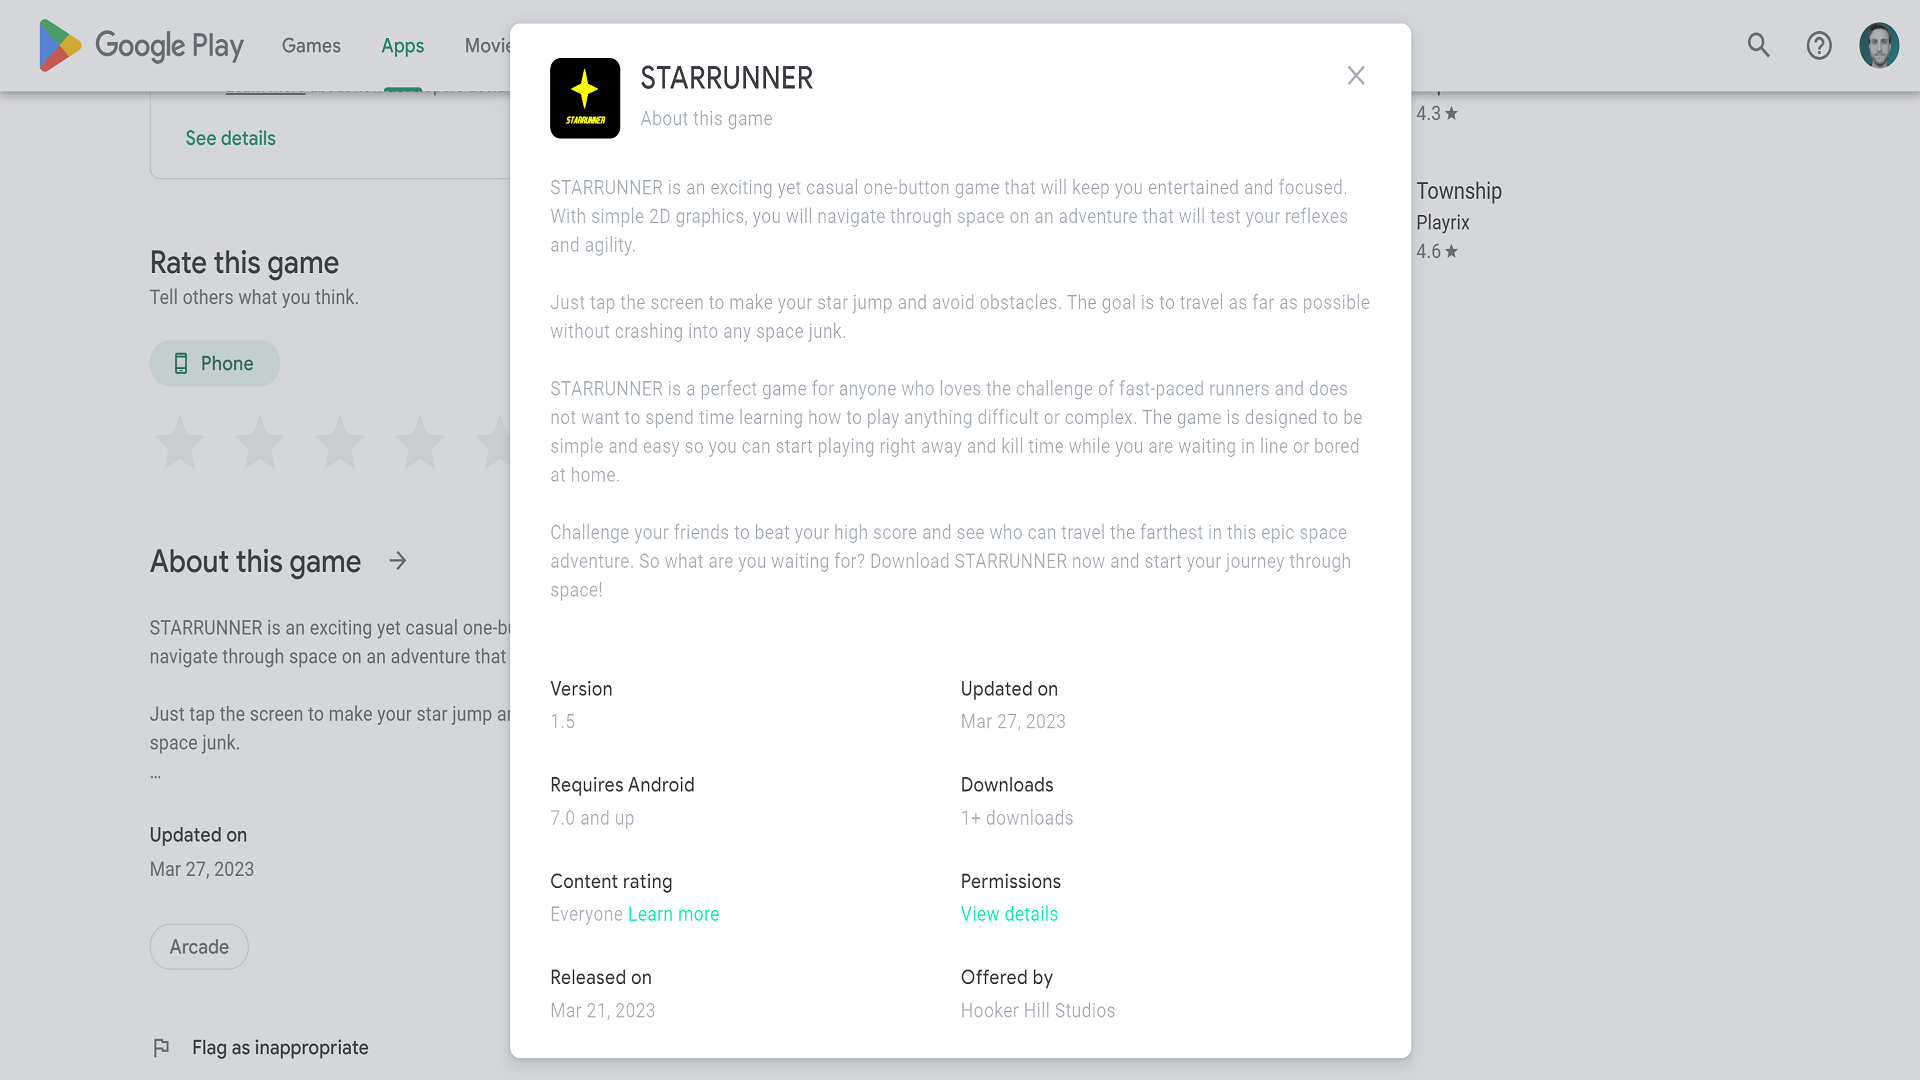 Google Play
Games
Apps
Movie
See details
Rate this game
Tell others what you think.
Phone
About this game
STARRUNNER is an exciting yet casual one-bu
navigate through space on an adventure that
Just tap the screen to make your star jump a
space junk.
...
Updated on
Mar 27, 2023
Arcade
Flag as inappropriate
STARRUNNER
STARRUNNER
About this game
STARRUNNER is an exciting yet casual one-button game that will keep you entertained and focused.
With simple 2D graphics, you will navigate through space on an adventure that will test your reflexes
and agility.
Just tap the screen to make your star jump and avoid obstacles. The goal is to travel as far as possible
without crashing into any space junk.
STARRUNNER is a perfect game for anyone who loves the challenge of fast-paced runners and does
not want to spend time learning how to play anything difficult or complex. The game is designed to be
simple and easy so you can start playing right away and kill time while you are waiting in line or bored
at home.
Challenge your friends to beat your high score and see who can travel the farthest in this epic space
adventure. So what are you waiting for? Download STARRUNNER now and start your journey through
space!
Version
1.5
Updated on
Mar 27, 2023
Requires Android
7.0 and up
Downloads
1+ downloads
Content rating
Everyone Learn more
Permissions
View details
Released on
Mar 21, 2023
Offered by
Hooker Hill Studios
4.3★
Township
Playrix
4.6★